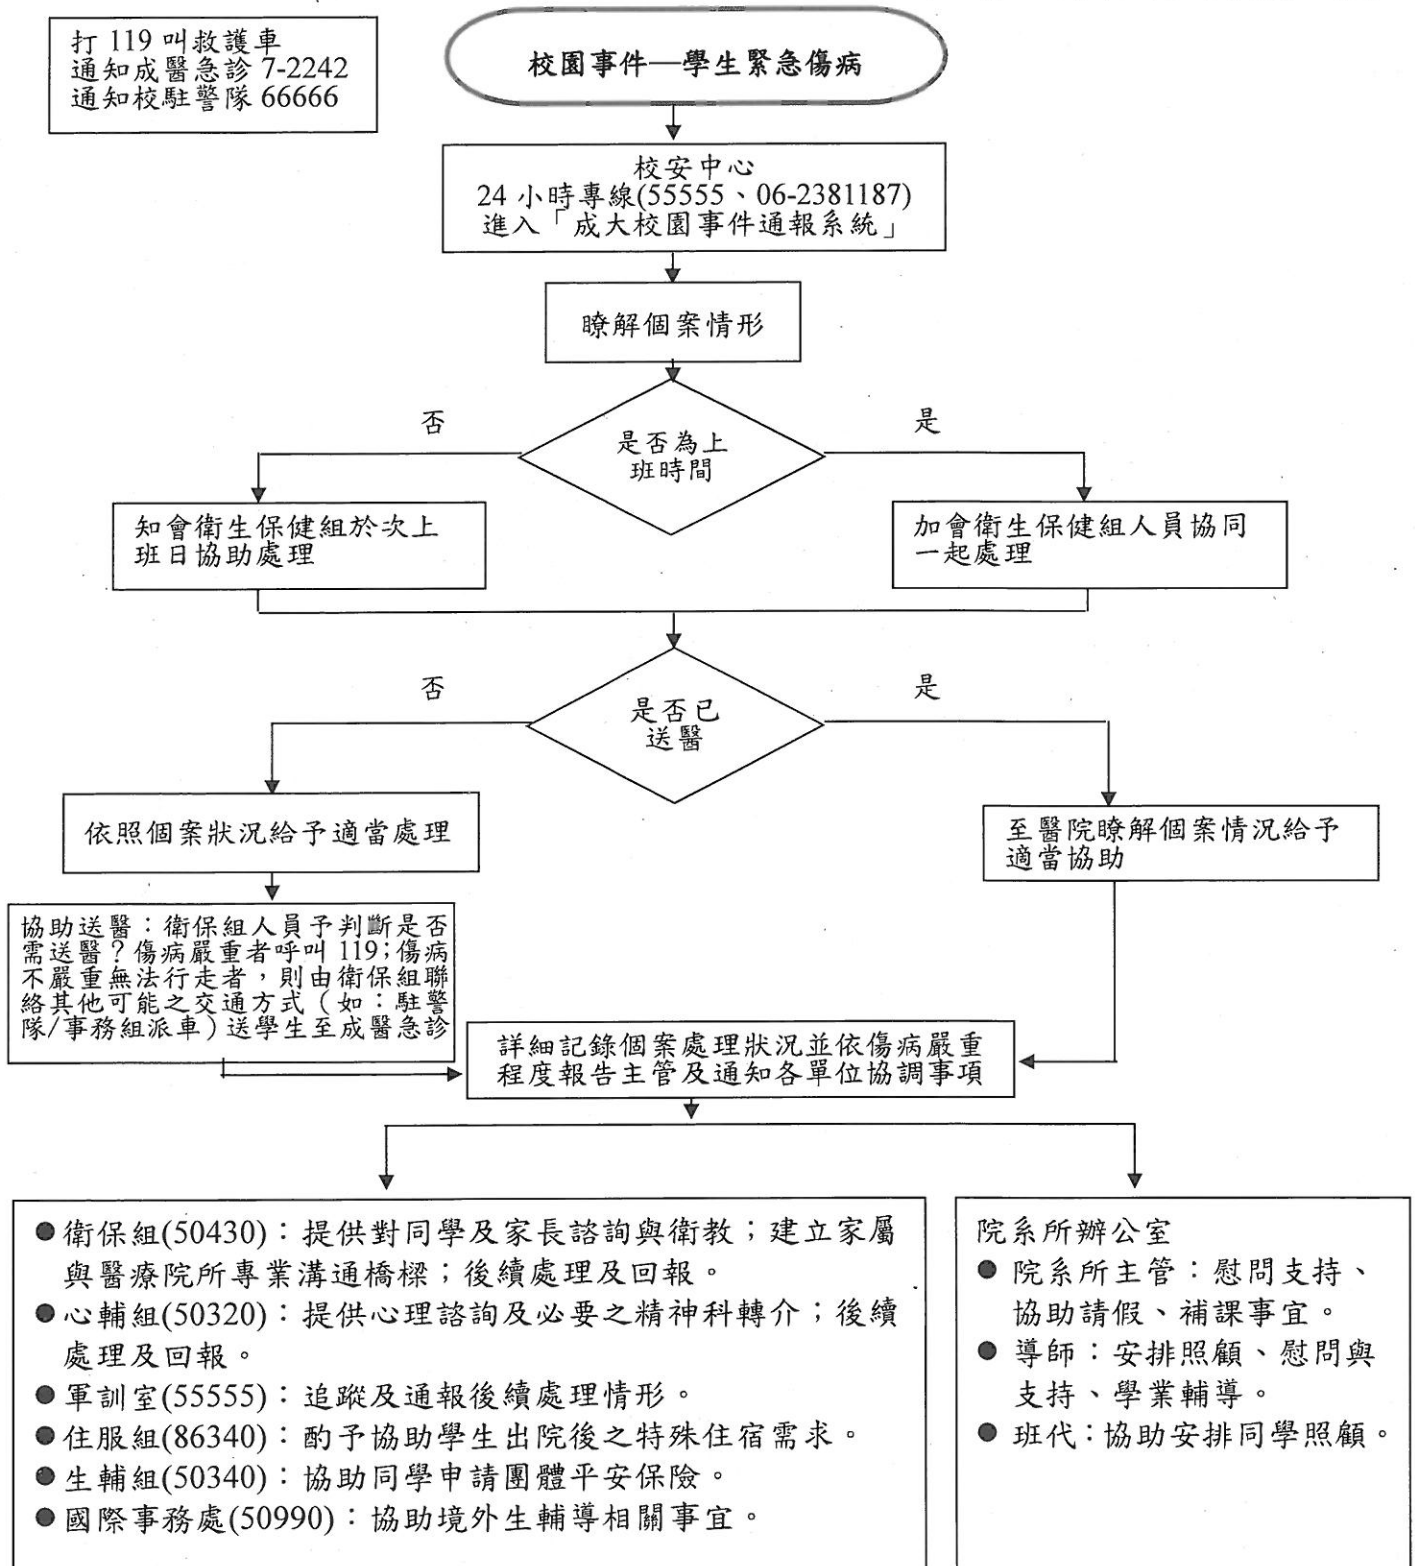 打 119 叫救護車
通知成醫急診 7-2242
通知校駐警隊 66666
校園事件—學生緊急傷病
校安中心
24 小時專線(55555、06-2381187)
進入「成大校園事件通報系統」
瞭解個案情形
是否為上
班時間
否
是
知會衛生保健組於次上
班日協助處理
加會衛生保健組人員協同
一起處理
是否已
送醫
否
是
依照個案狀況給予適當處理
至醫院瞭解個案情況給予
適當協助
協助送醫：衛保組人員予判斷是否
需送醫？傷病嚴重者呼叫 119;傷病
不嚴重無法行走者，則由衛保組聯
絡其他可能之交通方式（如：駐警
隊/事務組派車）送學生至成醫急診
詳細記錄個案處理狀況並依傷病嚴重
程度報告主管及通知各單位協調事項
●衛保組(50430)：提供對同學及家長諮詢與衛教；建立家屬
與醫療院所專業溝通橋樑；後續處理及回報。
●心輔組(50320)：提供心理諮詢及必要之精神科轉介；後續
處理及回報。
●軍訓室(55555)：追蹤及通報後續處理情形。
●住服組(86340)：酌予協助學生出院後之特殊住宿需求。
●生輔組(50340)：協助同學申請團體平安保險。
●國際事務處(50990)：協助境外生輔導相關事宜。
院系所辦公室
● 院系所主管：慰問支持、
協助請假、補課事宜。
● 導師：安排照顧、慰問與
支持、學業輔導。
● 班代：協助安排同學照顧。